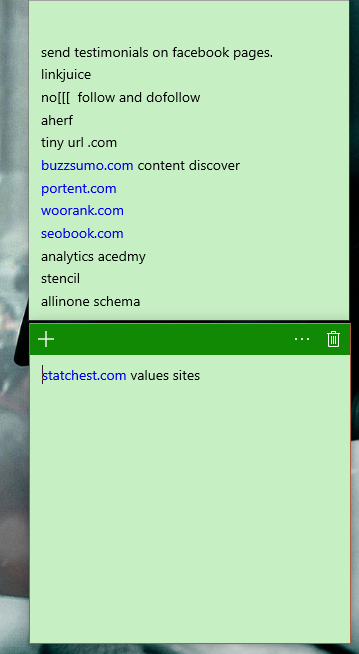 send testimonials on facebook pages.
linkjuice
no[[[  follow and dofollow
aherf
tiny url .com
buzzsumo.com content discover
portent.com
woorank.com
seobook.com
analytics acedmy
stencil
allinone schema
statchest.com values sites